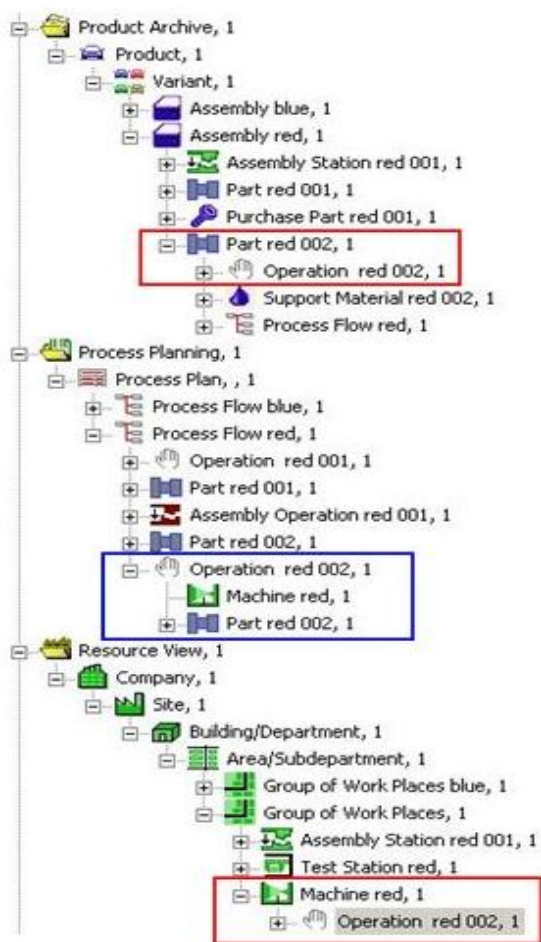 Product Archive, 1
Product, 1
Variant, 1
Assembly blue, 1
Assembly red, 1
Assembly Station red 001, 1
Part red 001, 1
Purchase Part red 001, 1
Part red 002, 1
Operation red 002, 1
Support Material red 002, 1
Process Flow red, 1
Process Planning, 1
Process Plan, , 1
Process Flow blue, 1
Process Flow red, 1
Operation red 001, 1
Part red 001, 1
Assembly Operation red 001, 1
Part red 002, 1
Operation red 002, 1
Machine red, 1
Part red 002, 1
Resource View, 1
Company, 1
Site, 1
Building/Department, 1
Area/Subdepartment, 1
Group of Work Places blue, 1
Group of Work Places, 1
Assembly Station red 001, 1
Test Station red, 1
Machine red, 1
Operation red 002, 1